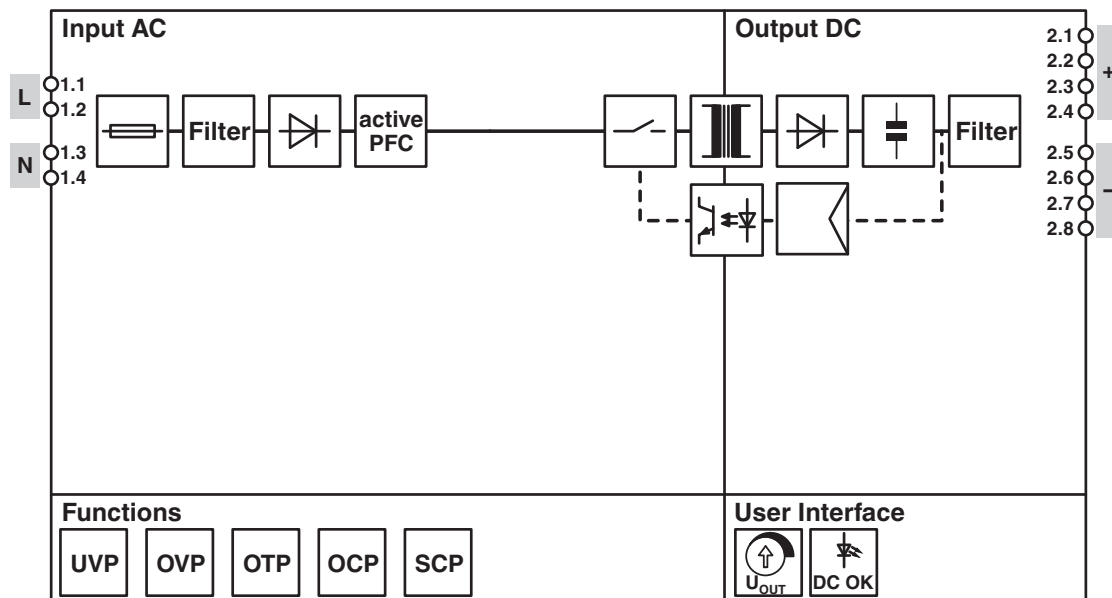 Input AC
Output DC
L
1.1
1.2
N
1.3
1.4
Filter
active
PFC
Filter
2.1
2.2
2.3
2.4
+
2.5
2.6
2.7
2.8
–
Functions
UVP
OVP
OTP
OCP
SCP
User Interface
UOUT
DC OK